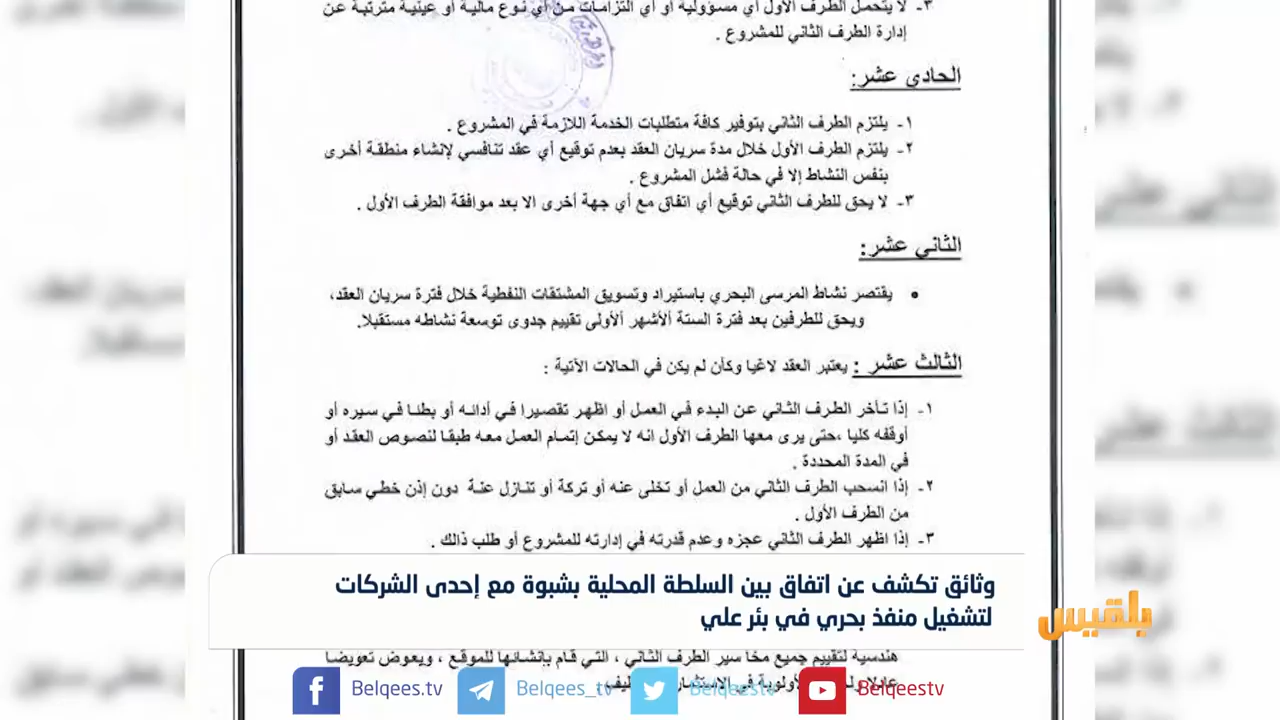 ٣- لا يتحمل الطرف الأول أي مسؤولية أو أي التزامات من أي نوع مالية أو عينية مترتبة عن
إدارة الطرف الثاني للمشروع .
الحادي عشر:
١- يلتزم الطرف الثاني بتوفير كافة متطلبات الخدمة اللازمة في المشروع .
٢- يلتزم الطرف الأول خلال مدة سريان العقد بعدم توقيع أي عقد تنافسي لإنشاء منطقة أخرى
بنفس النشاط إلا في حالة فشل المشروع .
٣- لا يحق للطرف الثاني توقيع أي اتفاق مع أي جهة أخرى الا بعد موافقة الطرف الأول .
الثاني عشر:
• يقتصر نشاط المرسى البحري باستيراد وتسويق المشتقات النفطية خلال فترة سريان العقد،
ويحق للطرفين بعد فترة الستة ألأشهر ألأولى تقييم جدوى توسعة نشاطه مستقبلا.
الثالث عشر : يعتبر العقد لاغيا وكأن لم يكن في الحالات الآتية :
١- إذا تأخر الطرف الثاني عن البدء في العمل أو اظهر تقصيرا في أدائه أو بطئا في سيره أو
أوقفه كليا ،حتى يرى معها الطرف الأول انه لا يمكن إتمام العمل معه طبقا لنصوص العقد أو
في المدة المحددة .
٢- إذا انسحب الطرف الثاني من العمل أو تخلى عنه أو تركة أو تنازل عنة دون إذن خطي سابق
من الطرف الأول .
٣- إذا اظهر الطرف الثاني عجزه وعدم قدرته في إدارته للمشروع أو طلب ذالك .
وثائق تكشف عن اتفاق بين السلطة المحلية بشبوة مع إحدى الشركات
لتشغيل منفذ بحري في بئر علي
بلقيس
هندسية لتقييم جميع مخاسير الطرف الثاني ، التي قام بإنشائها للموقع ، ويعوض تعويضا
Belqees.tv Belqees_tv Belqeestv Belqeestv